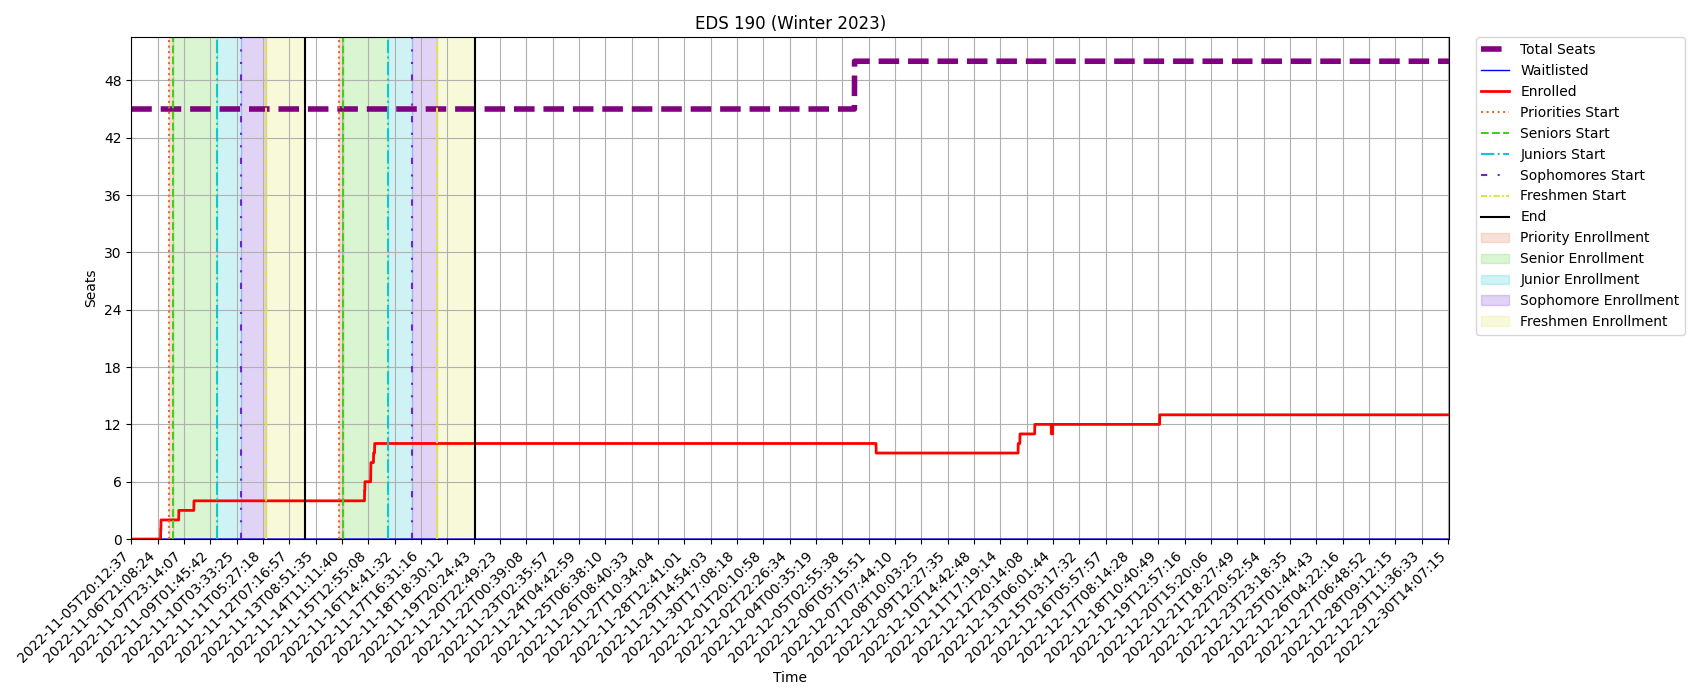 EDS 190 (Winter 2023)
Seats
48
42
36
30
24
18
12
6
0
2022-11-05T20:12:37
2022-11-06T21:08:24
2022-11-07T23:14:07
2022-11-09T01:45:42
2022-11-10T03:33:25
2022-11-11T05:27:18
2022-11-12T07:16:57
2022-11-13T08:51:35
2022-11-14T11:11:40
2022-11-15T12:55:08
2022-11-16T14:41:32
2022-11-17T16:31:16
2022-11-18T18:30:12
2022-11-19T20:24:43
2022-11-20T22:49:23
2022-11-22T00:39:08
2022-11-23T02:35:57
2022-11-24T04:42:59
2022-11-25T06:38:10
2022-11-26T08:40:33
2022-11-27T10:34:04
2022-11-28T12:41:01
2022-11-29T14:54:03
2022-11-30T17:08:18
2022-12-01T20:10:58
2022-12-02T22:26:34
2022-12-04T00:35:19
2022-12-05T02:55:38
2022-12-06T05:15:51
2022-12-07T07:44:10
2022-12-08T10:03:25
2022-12-09T12:27:35
2022-12-10T14:42:48
2022-12-11T17:19:14
2022-12-12T20:14:08
2022-12-13T06:01:44
2022-12-15T03:17:32
2022-12-16T05:57:57
2022-12-17T08:14:28
2022-12-18T10:40:49
2022-12-19T12:57:16
2022-12-20T15:20:06
2022-12-21T18:27:49
2022-12-22T20:52:54
2022-12-23T23:18:35
2022-12-25T01:44:43
2022-12-26T04:22:16
2022-12-27T06:48:52
2022-12-28T09:12:15
2022-12-29T11:36:33
2022-12-30T14:07:15
Time
Total Seats
Waitlisted
Enrolled
Priorities Start
Seniors Start
Juniors Start
Sophomores Start
Freshmen Start
End
Priority Enrollment
Senior Enrollment
Junior Enrollment
Sophomore Enrollment
Freshmen Enrollment